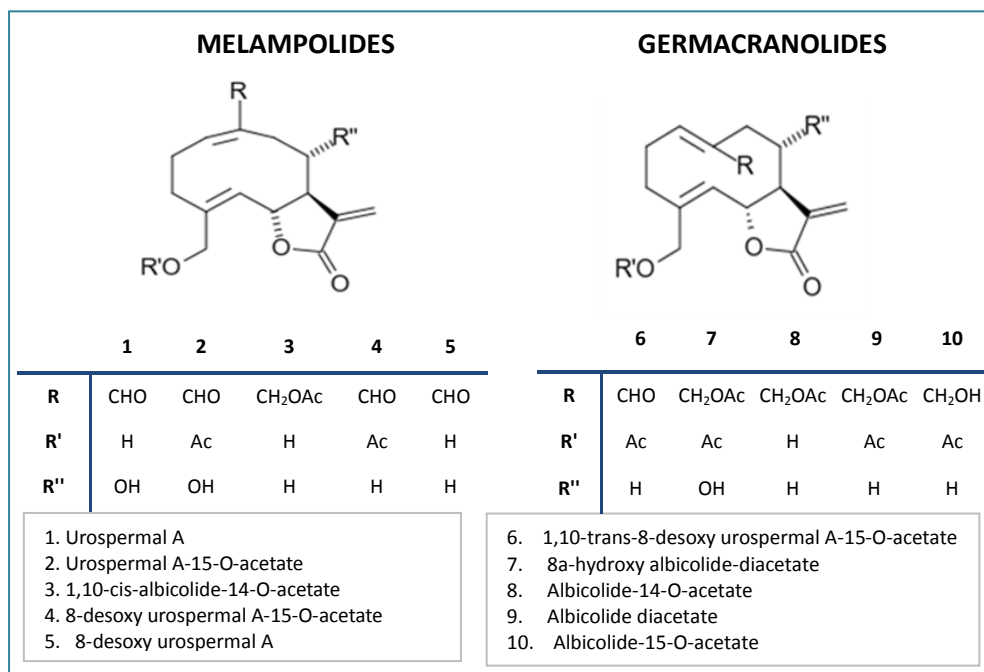 MELAMPOLIDES
R
R''
R'O
O
O
1 2 3 4 5
R CHO CHO CH₂OAc CHO CHO
R' H Ac H Ac H
R'' OH OH H H H
1. Urospermal A
2. Urospermal A-15-O-acetate
3. 1,10-cis-albicolide-14-O-acetate
4. 8-desoxy urospermal A-15-O-acetate
5. 8-desoxy urospermal A
GERMACRANOLIDES
R''
R
R'O
O
O
6 7 8 9 10
R CHO CH₂OAc CH₂OAc CH₂OAc CH₂OH
R' Ac Ac H Ac Ac
R'' H OH H H H
6. 1,10-trans-8-desoxy urospermal A-15-O-acetate
7. 8a-hydroxy albicolide-diacetate
8. Albicolide-14-O-acetate
9. Albicolide diacetate
10. Albicolide-15-O-acetate